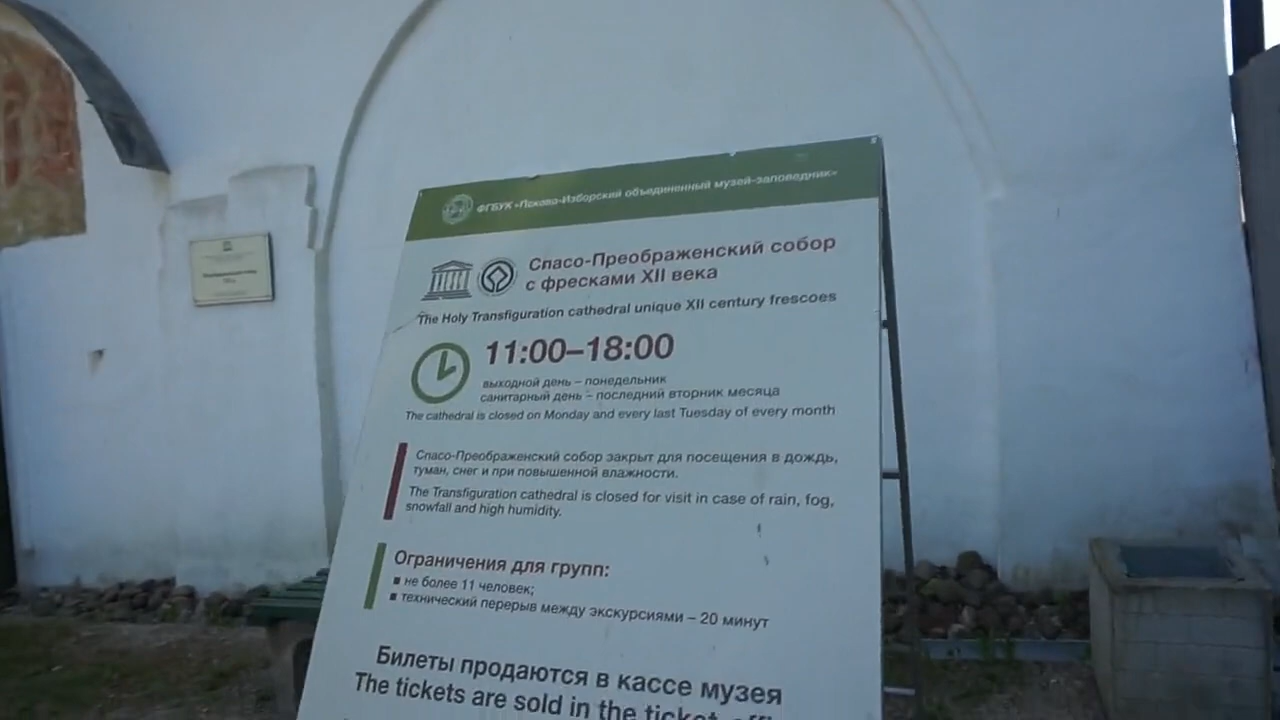 ФГБУК «Псково-Изборский объединенный музей-заповедник»
Спасо-Преображенский собор
с фресками XII века
The Holy Transfiguration cathedral unique XII century frescoes
11:00–18:00
выходной день – понедельник
санитарный день – последний вторник месяца
The cathedral is closed on Monday and every last Tuesday of every month
Спасо-Преображенский собор закрыт для посещения в дождь,
туман, снег и при повышенной влажности.
The Transfiguration cathedral is closed for visit in case of rain, fog,
snowfall and high humidity.
Ограничения для групп:
▪ не более 11 человек;
▪ технический перерыв между экскурсиями – 20 минут
Билеты продаются в кассе музея
The tickets are sold in the ticket